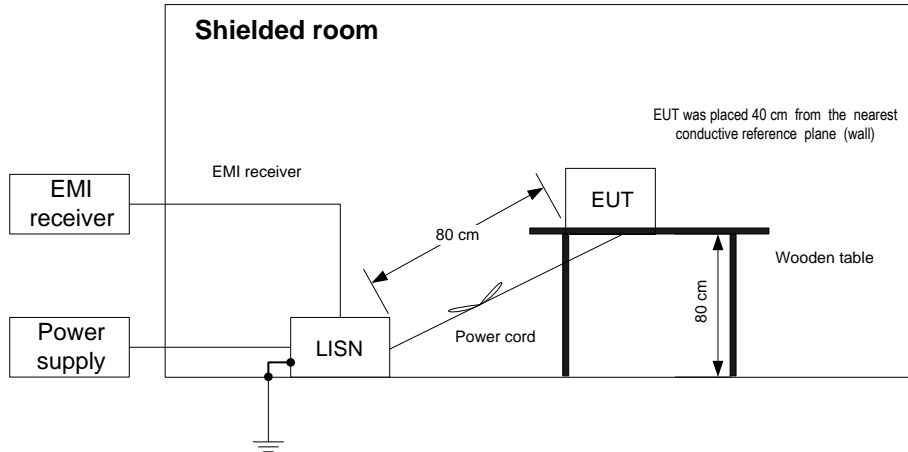 Shielded room
EUT was placed 40 cm from the nearest
conductive reference plane (wall)
EMI receiver
EMI
receiver
EUT
80 cm
Wooden table
80 cm
Power cord
Power
supply
LISN